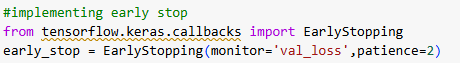 #implementing early stop
from tensorflow.keras.callbacks import EarlyStopping
early_stop = EarlyStopping(monitor='val_loss',patience=2)